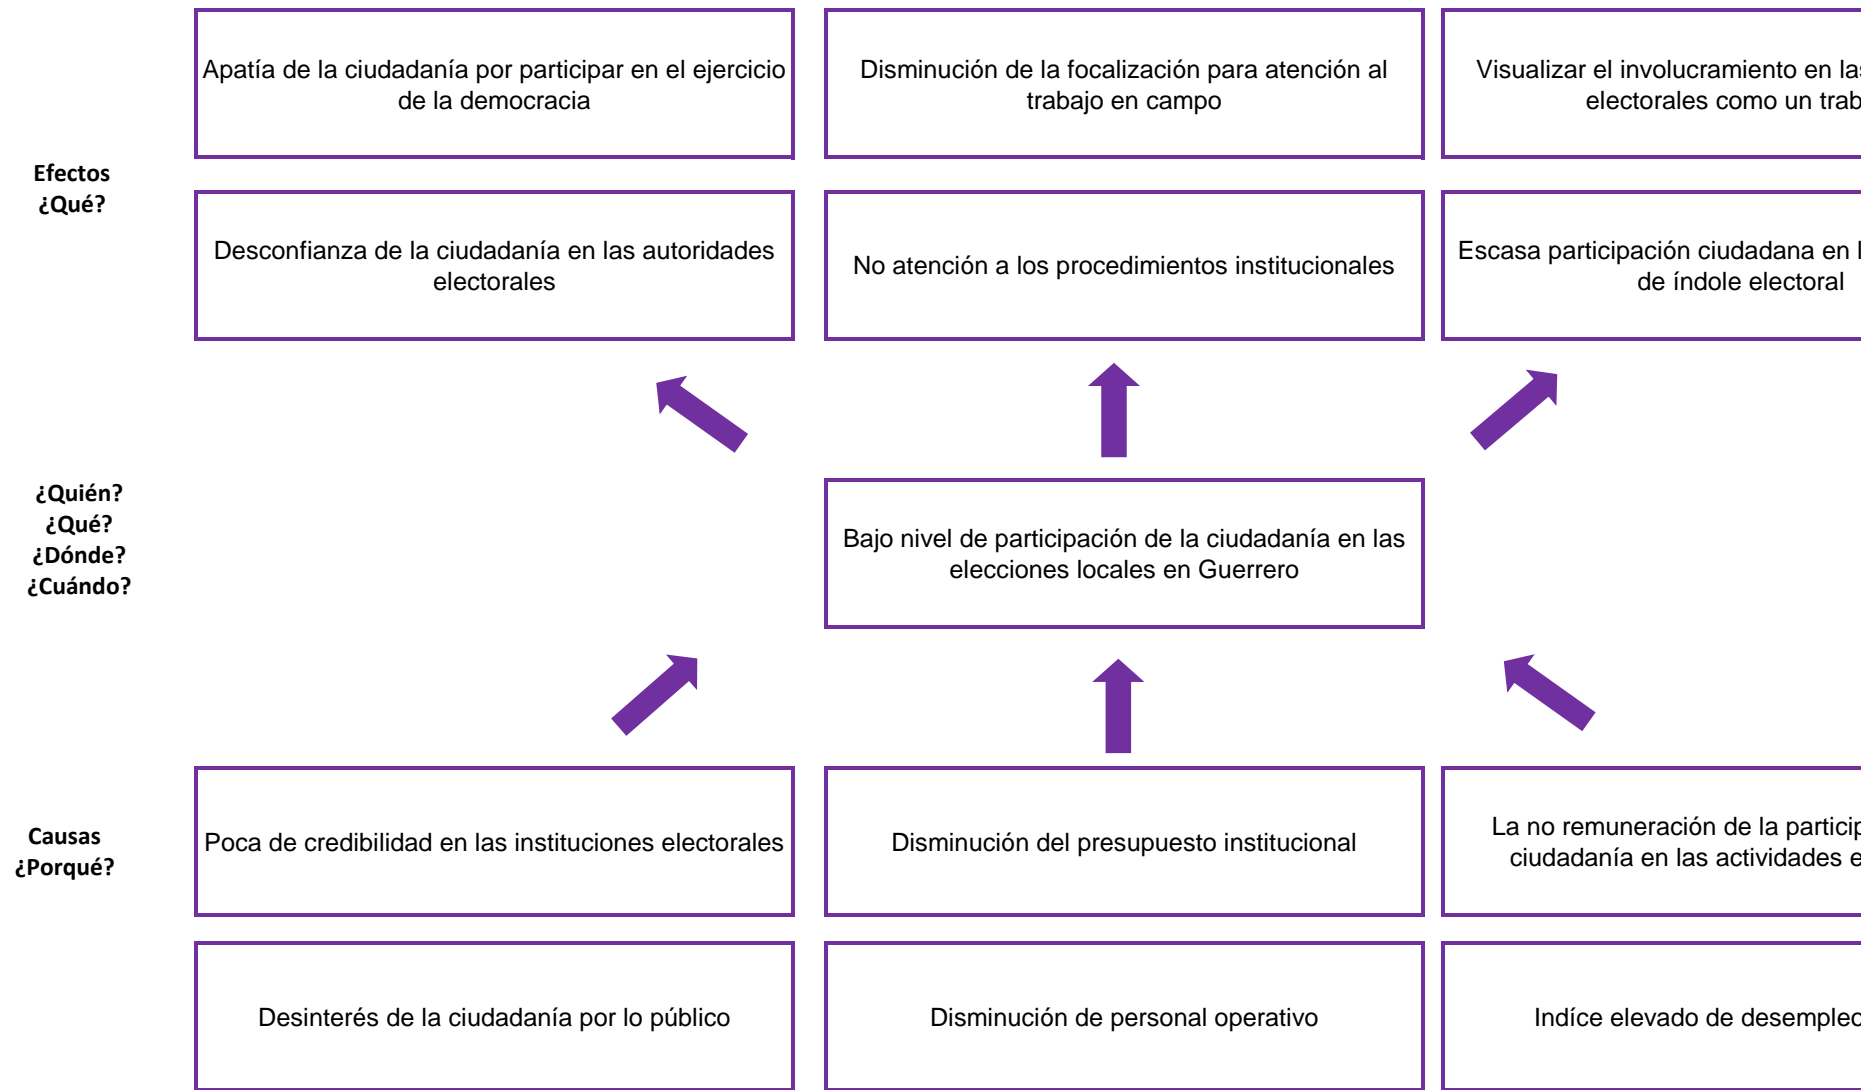 Apatía de la ciudadanía por participar en el ejercicio
de la democracia
Disminución de la focalización para atención al
trabajo en campo
Visualizar el involucramiento en
electorales como un
Efectos
¿Qué?
Desconfianza de la ciudadanía en las autoridades
electorales
No atención a los procedimientos institucionales
Escasa participación ciudadana en
de índole electoral
¿Quién?
¿Qué?
¿Dónde?
¿Cuándo?
Bajo nivel de participación de la ciudadanía en las
elecciones locales en Guerrero
Causas
¿Porqué?
Poca de credibilidad en las instituciones electorales
Disminución del presupuesto institucional
La no remuneración de la
ciudadanía en las actividades
Desinterés de la ciudadanía por lo público
Disminución de personal operativo
Indíce elevado de